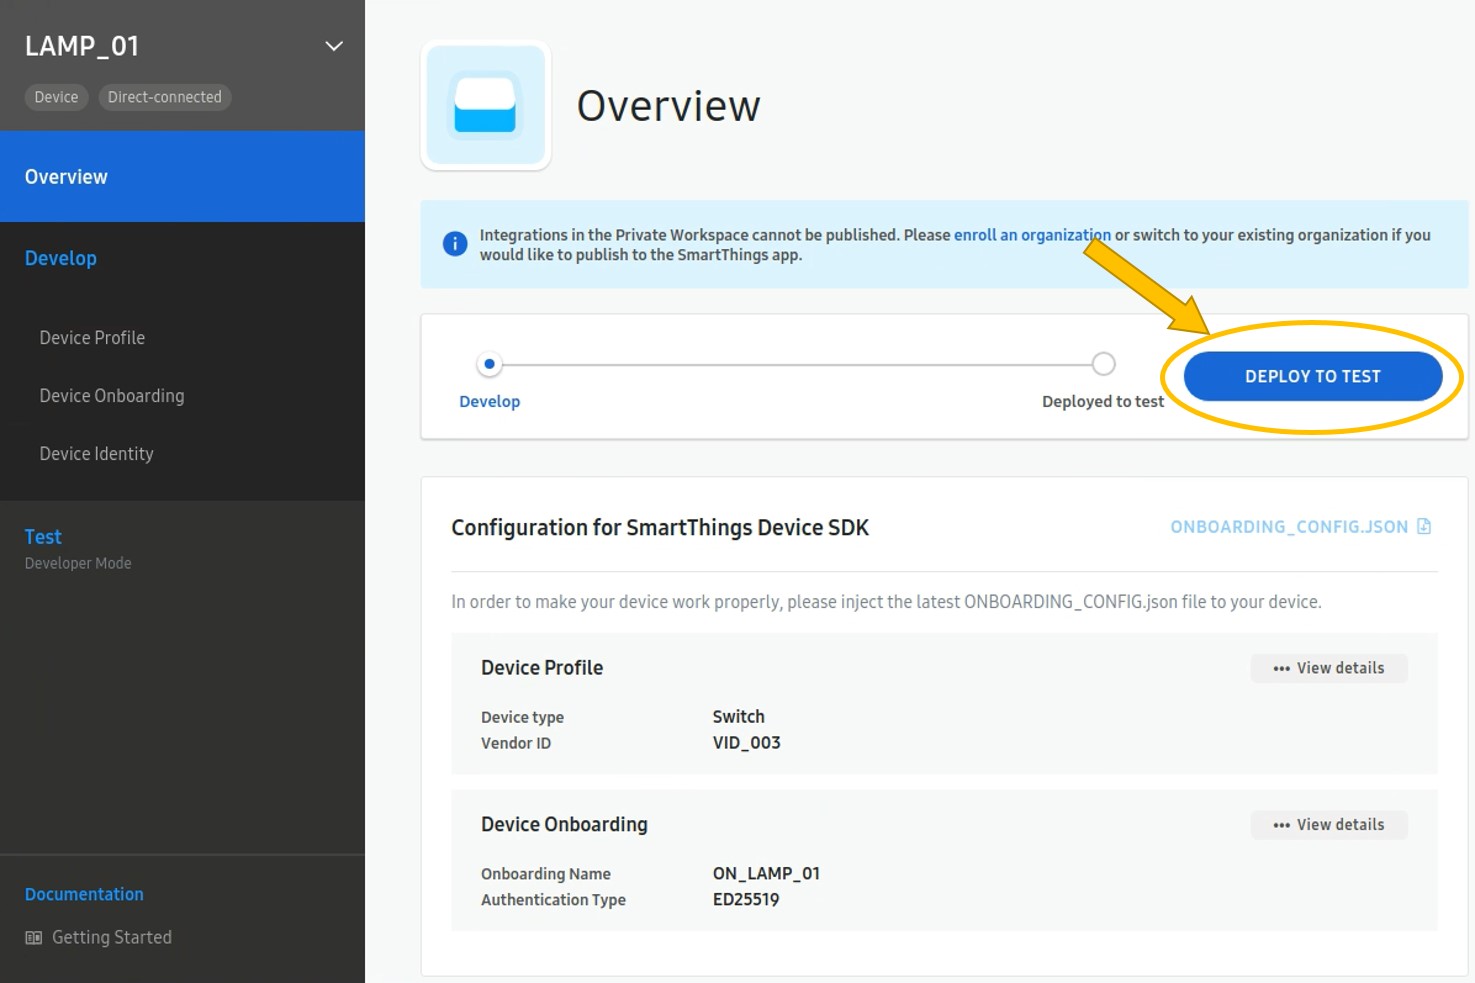 LAMP_01
Device
Direct-connected
Overview
Develop
Device Profile
Device Onboarding
Device Identity
Test
Developer Mode
Documentation
Getting Started
Overview
Integrations in the Private Workspace cannot be published. Please enroll an organization or switch to your existing organization if you
would like to publish to the SmartThings app.
Develop
Deployed to test
DEPLOY TO TEST
Configuration for SmartThings Device SDK
ONBOARDING_CONFIG.JSON
In order to make your device work properly, please inject the latest ONBOARDING_CONFIG.json file to your device.
Device Profile
••• View details
Device type Switch
Vendor ID VID_003
Device Onboarding
••• View details
Onboarding Name ON_LAMP_01
Authentication Type ED25519